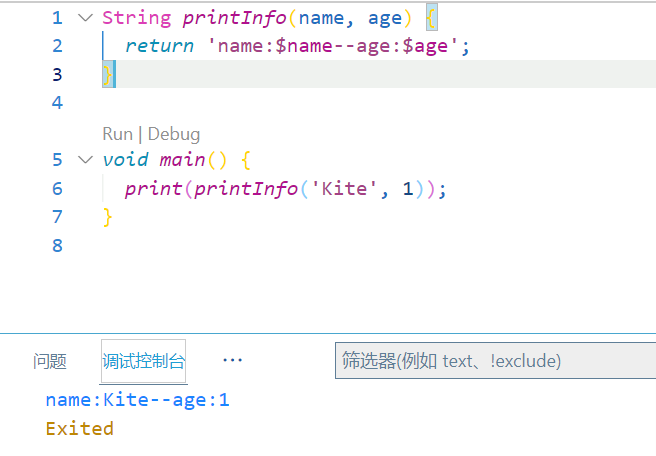 1 String printInfo(name, age) {
2 return 'name:$name--age:$age';
3 }
4
Run | Debug
5 void main() {
6 print(printInfo('Kite', 1));
7 }
8
问题 调试控制台 ··· 筛选器(例如 text、!exclude)
name:Kite--age:1
Exited